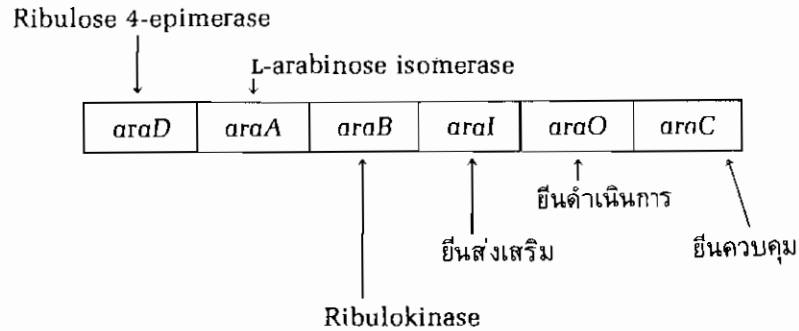 Ribulose 4-epimerase
L-arabinose isomerase
araD araA araB araI araO araC
ยีนดำเนินการ
ยีนส่งเสริม
ยีนควบคุม
Ribulokinase